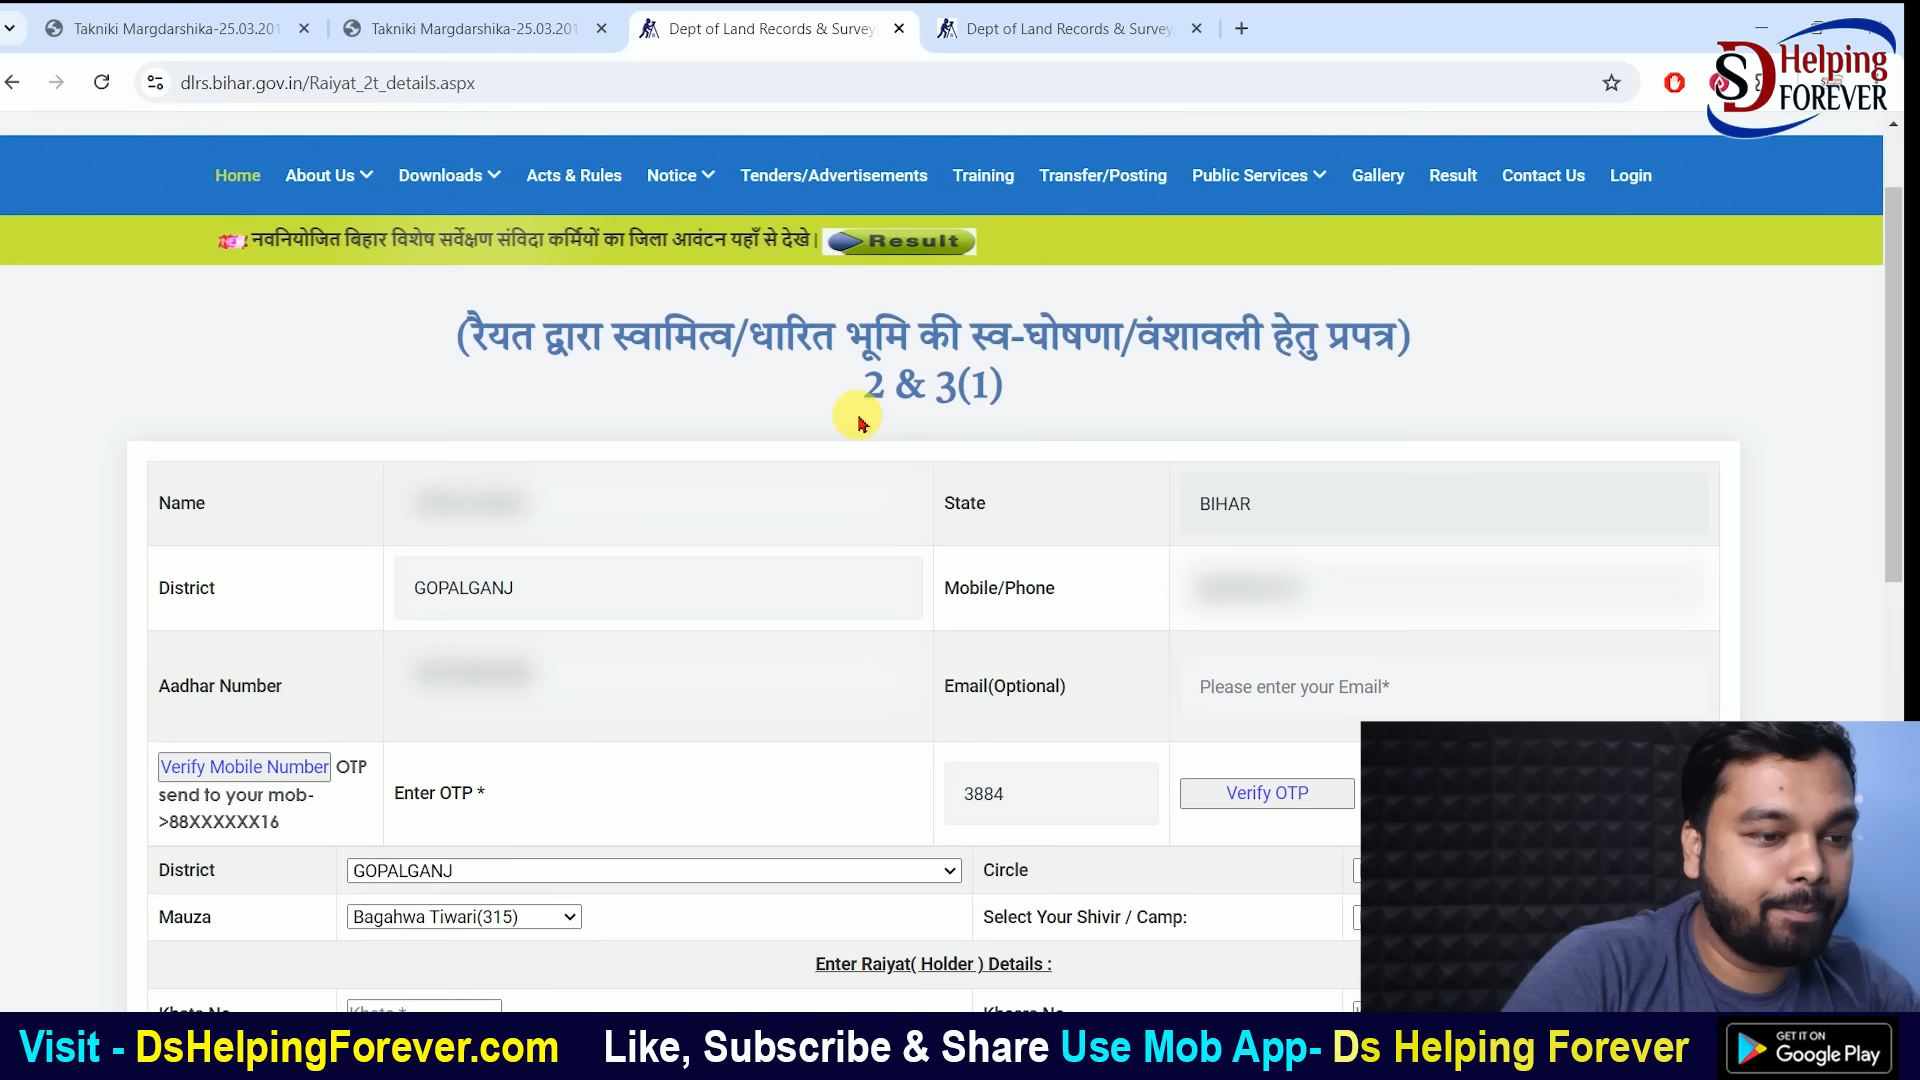 Takniki Margdarshika-25.03.201
Takniki Margdarshika-25.03.201
Dept of Land Records & Survey
Dept of Land Records & Survey
dlrs.bihar.gov.in/Raiyat_2t_details.aspx
SD Helping FOREVER
Home About Us Downloads Acts & Rules Notice Tenders/Advertisements Training Transfer/Posting Public Services Gallery Result Contact Us Login
NEW नवनियोजित बिहार विशेष सर्वेक्षण संविदा कर्मियों का जिला आवंटन यहाँ से देखे | Result
(रैयत द्वारा स्वामित्व/धारित भूमि की स्व-घोषणा/वंशावली हेतु प्रपत्र)
2 & 3(1)
Name State BIHAR
District GOPALGANJ Mobile/Phone
Aadhar Number Email(Optional) Please enter your Email*
Verify Mobile Number OTP
send to your mob-
>88XXXXXX16
Enter OTP * 3884 Verify OTP
District GOPALGANJ Circle
Mauza Bagahwa Tiwari(315) Select Your Shivir / Camp:
Enter Raiyat( Holder ) Details :
Visit - DsHelpingForever.com Like, Subscribe & Share Use Mob App- Ds Helping Forever
GET IT ON
Google Play